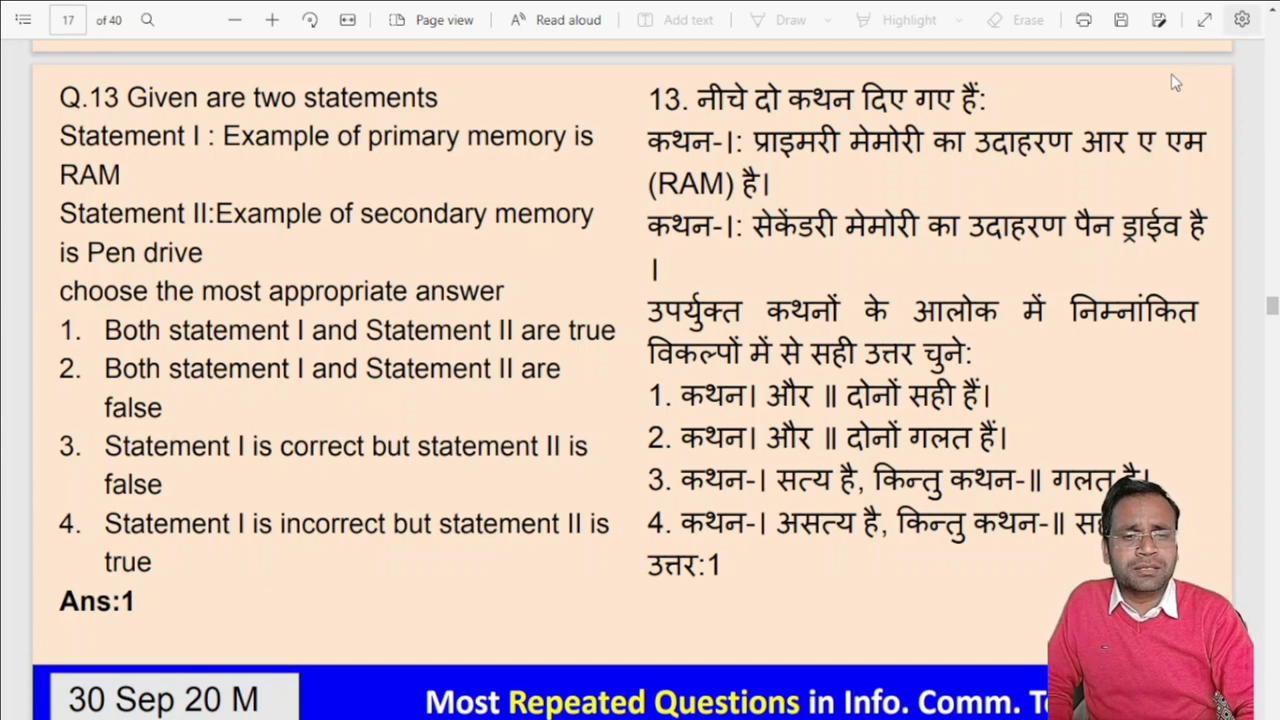 17 of 40 Page view Read aloud Add text Draw Highlight Erase
Q.13 Given are two statements
Statement I : Example of primary memory is
RAM
Statement II:Example of secondary memory
is Pen drive
choose the most appropriate answer
1. Both statement I and Statement II are true
2. Both statement I and Statement II are
false
3. Statement I is correct but statement II is
false
4. Statement I is incorrect but statement II is
true
Ans:1
13. नीचे दो कथन दिए गए हैं:
कथन-।: प्राइमरी मेमोरी का उदाहरण आर ए एम
(RAM) है।
कथन-।: सेकेंडरी मेमोरी का उदाहरण पैन ड्राईव है
।
उपर्युक्त कथनों के आलोक में निम्नांकित
विकल्पों में से सही उत्तर चुने:
1. कथन। और ॥ दोनों सही हैं।
2. कथन। और ॥ दोनों गलत हैं।
3. कथन-। सत्य है, किन्तु कथन-॥ गलत है।
4. कथन-। असत्य है, किन्तु कथन-॥
उत्तर:1
30 Sep 20 M
Most Repeated Questions in Info. Comm.